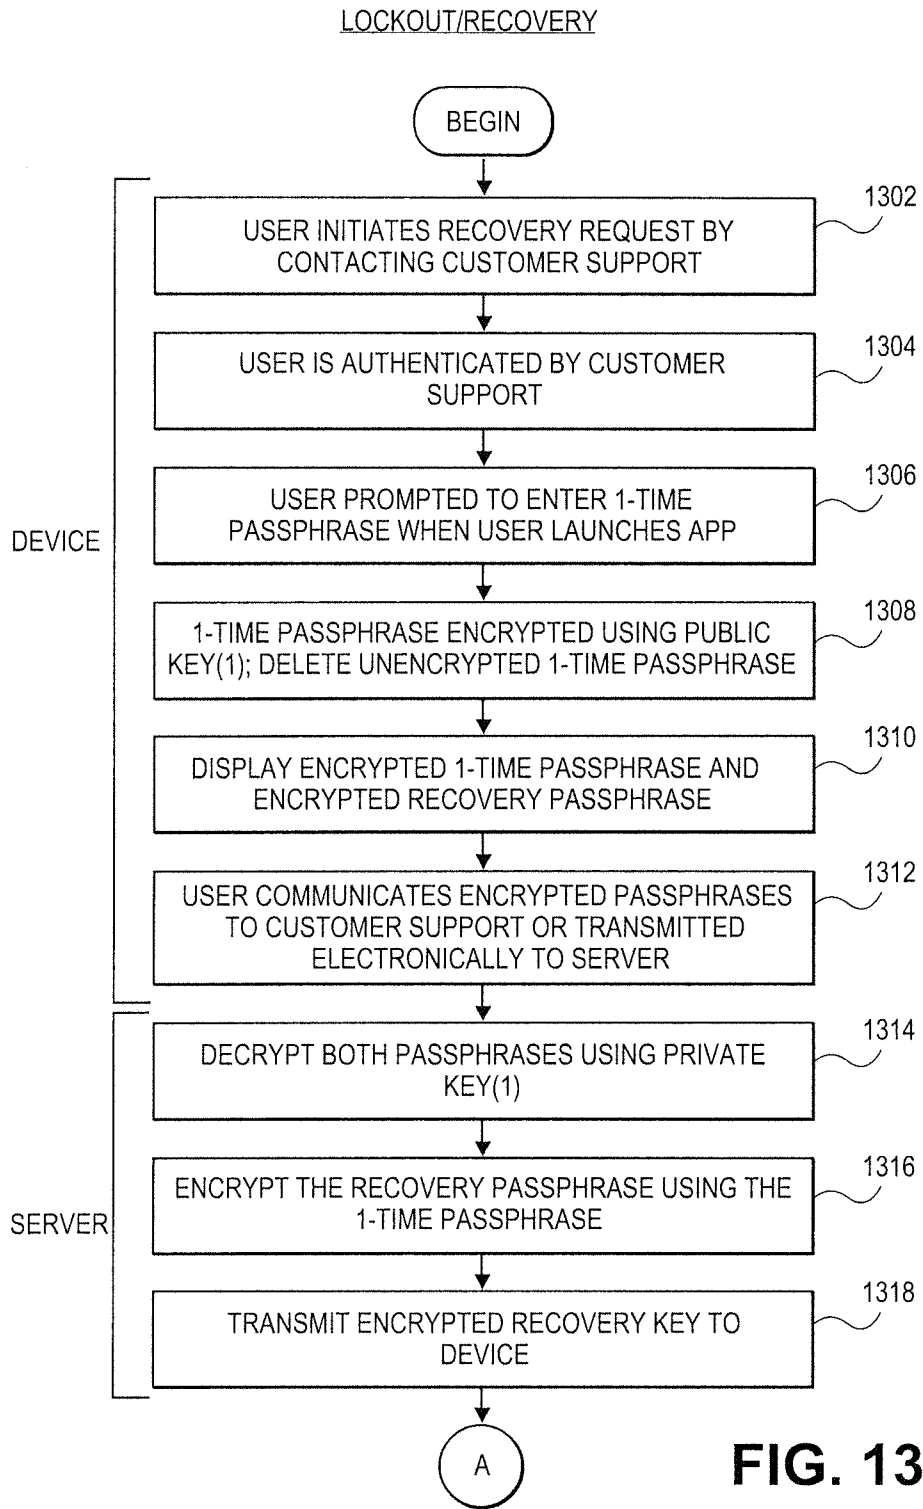 LOCKOUT/RECOVERY
BEGIN
1302
USER INITIATES RECOVERY REQUEST BY
CONTACTING CUSTOMER SUPPORT
1304
USER IS AUTHENTICATED BY CUSTOMER
SUPPORT
1306
USER PROMPTED TO ENTER 1-TIME
PASSPHRASE WHEN USER LAUNCHES APP
DEVICE
1308
1-TIME PASSPHRASE ENCRYPTED USING PUBLIC
KEY(1); DELETE UNENCRYPTED 1-TIME PASSPHRASE
1310
DISPLAY ENCRYPTED 1-TIME PASSPHRASE AND
ENCRYPTED RECOVERY PASSPHRASE
1312
USER COMMUNICATES ENCRYPTED PASSPHRASES
TO CUSTOMER SUPPORT OR TRANSMITTED
ELECTRONICALLY TO SERVER
1314
DECRYPT BOTH PASSPHRASES USING PRIVATE
KEY(1)
1316
ENCRYPT THE RECOVERY PASSPHRASE USING THE
1-TIME PASSPHRASE
SERVER
1318
TRANSMIT ENCRYPTED RECOVERY KEY TO
DEVICE
A
FIG. 13